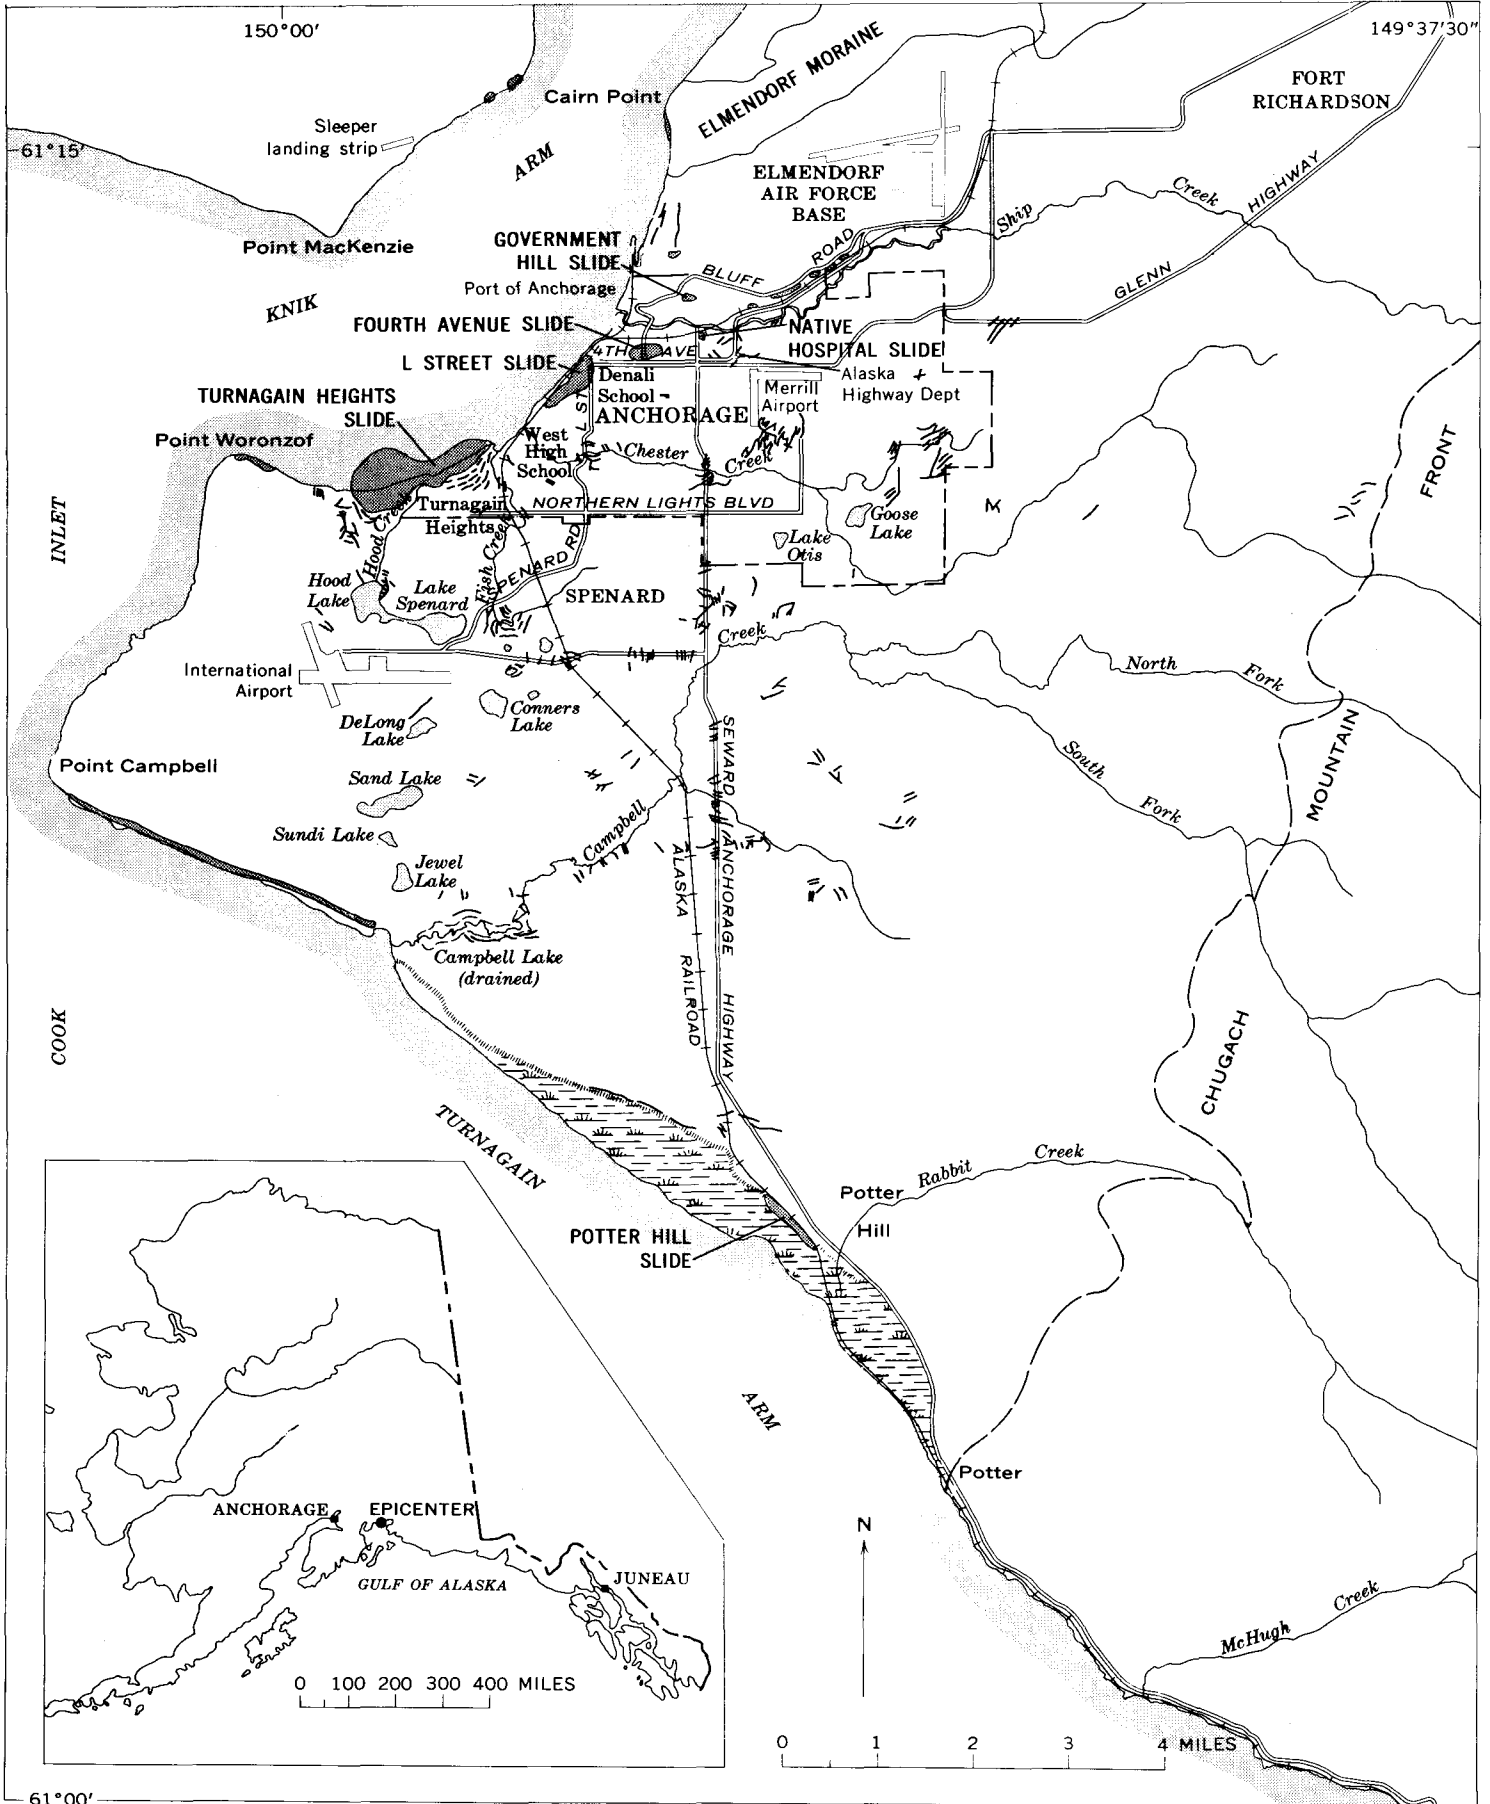 150°00'
149°37'30"
Cairn Point
ELMENDORF MORAINE
FORT
RICHARDSON
Sleeper
landing strip
61°15'
ARM
ELMENDORF
AIR FORCE
BASE
Creek
HIGHWAY
Ship
Point MacKenzie
GOVERNMENT
HILL SLIDE
ROAD
BLUFF
Port of Anchorage
GLENN
KNIK
FOURTH AVENUE SLIDE
NATIVE
HOSPITAL SLIDE
4TH AVE
L STREET SLIDE
Denali
School
Alaska
Highway Dept
Merrill
Airport
TURNAGAIN HEIGHTS
SLIDE
L ST
ANCHORAGE
Point Woronzof
West
High
School
Chester
Creek
FRONT
Turnagain
Heights
NORTHERN LIGHTS BLVD
Goose
Lake
Hood Creek
INLET
Lake
Otis
Fish Creek
SPENARD RD
Hood
Lake
Lake
Spenard
SPENARD
Creek
International
Airport
North
Fork
DeLong
Lake
Conners
Lake
MOUNTAIN
SEWARD
South
Fork
Point Campbell
Sand Lake
Sundi Lake
Campbell
Jewel
Lake
ANCHORAGE
ALASKA
Campbell Lake
(drained)
RAILROAD
HIGHWAY
COOK
CHUGACH
TURNAGAIN
Rabbit
Creek
Potter
Hill
POTTER HILL
SLIDE
ARM
Potter
ANCHORAGE
EPICENTER
N
GULF OF ALASKA
JUNEAU
McHugh
Creek
0 100 200 300 400 MILES
0 1 2 3 4 MILES
61°00'